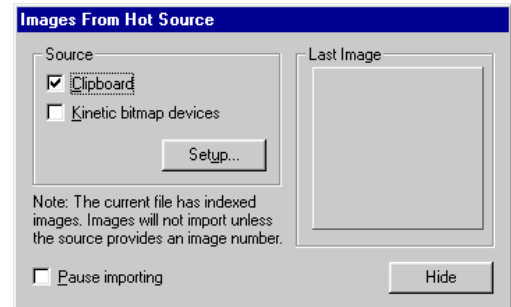 Images From Hot Source
Source
Clipboard
Kinetic bitmap devices
Setup...
Last Image
Note: The current file has indexed
images. Images will not import unless
the source provides an image number.
Pause importing
Hide